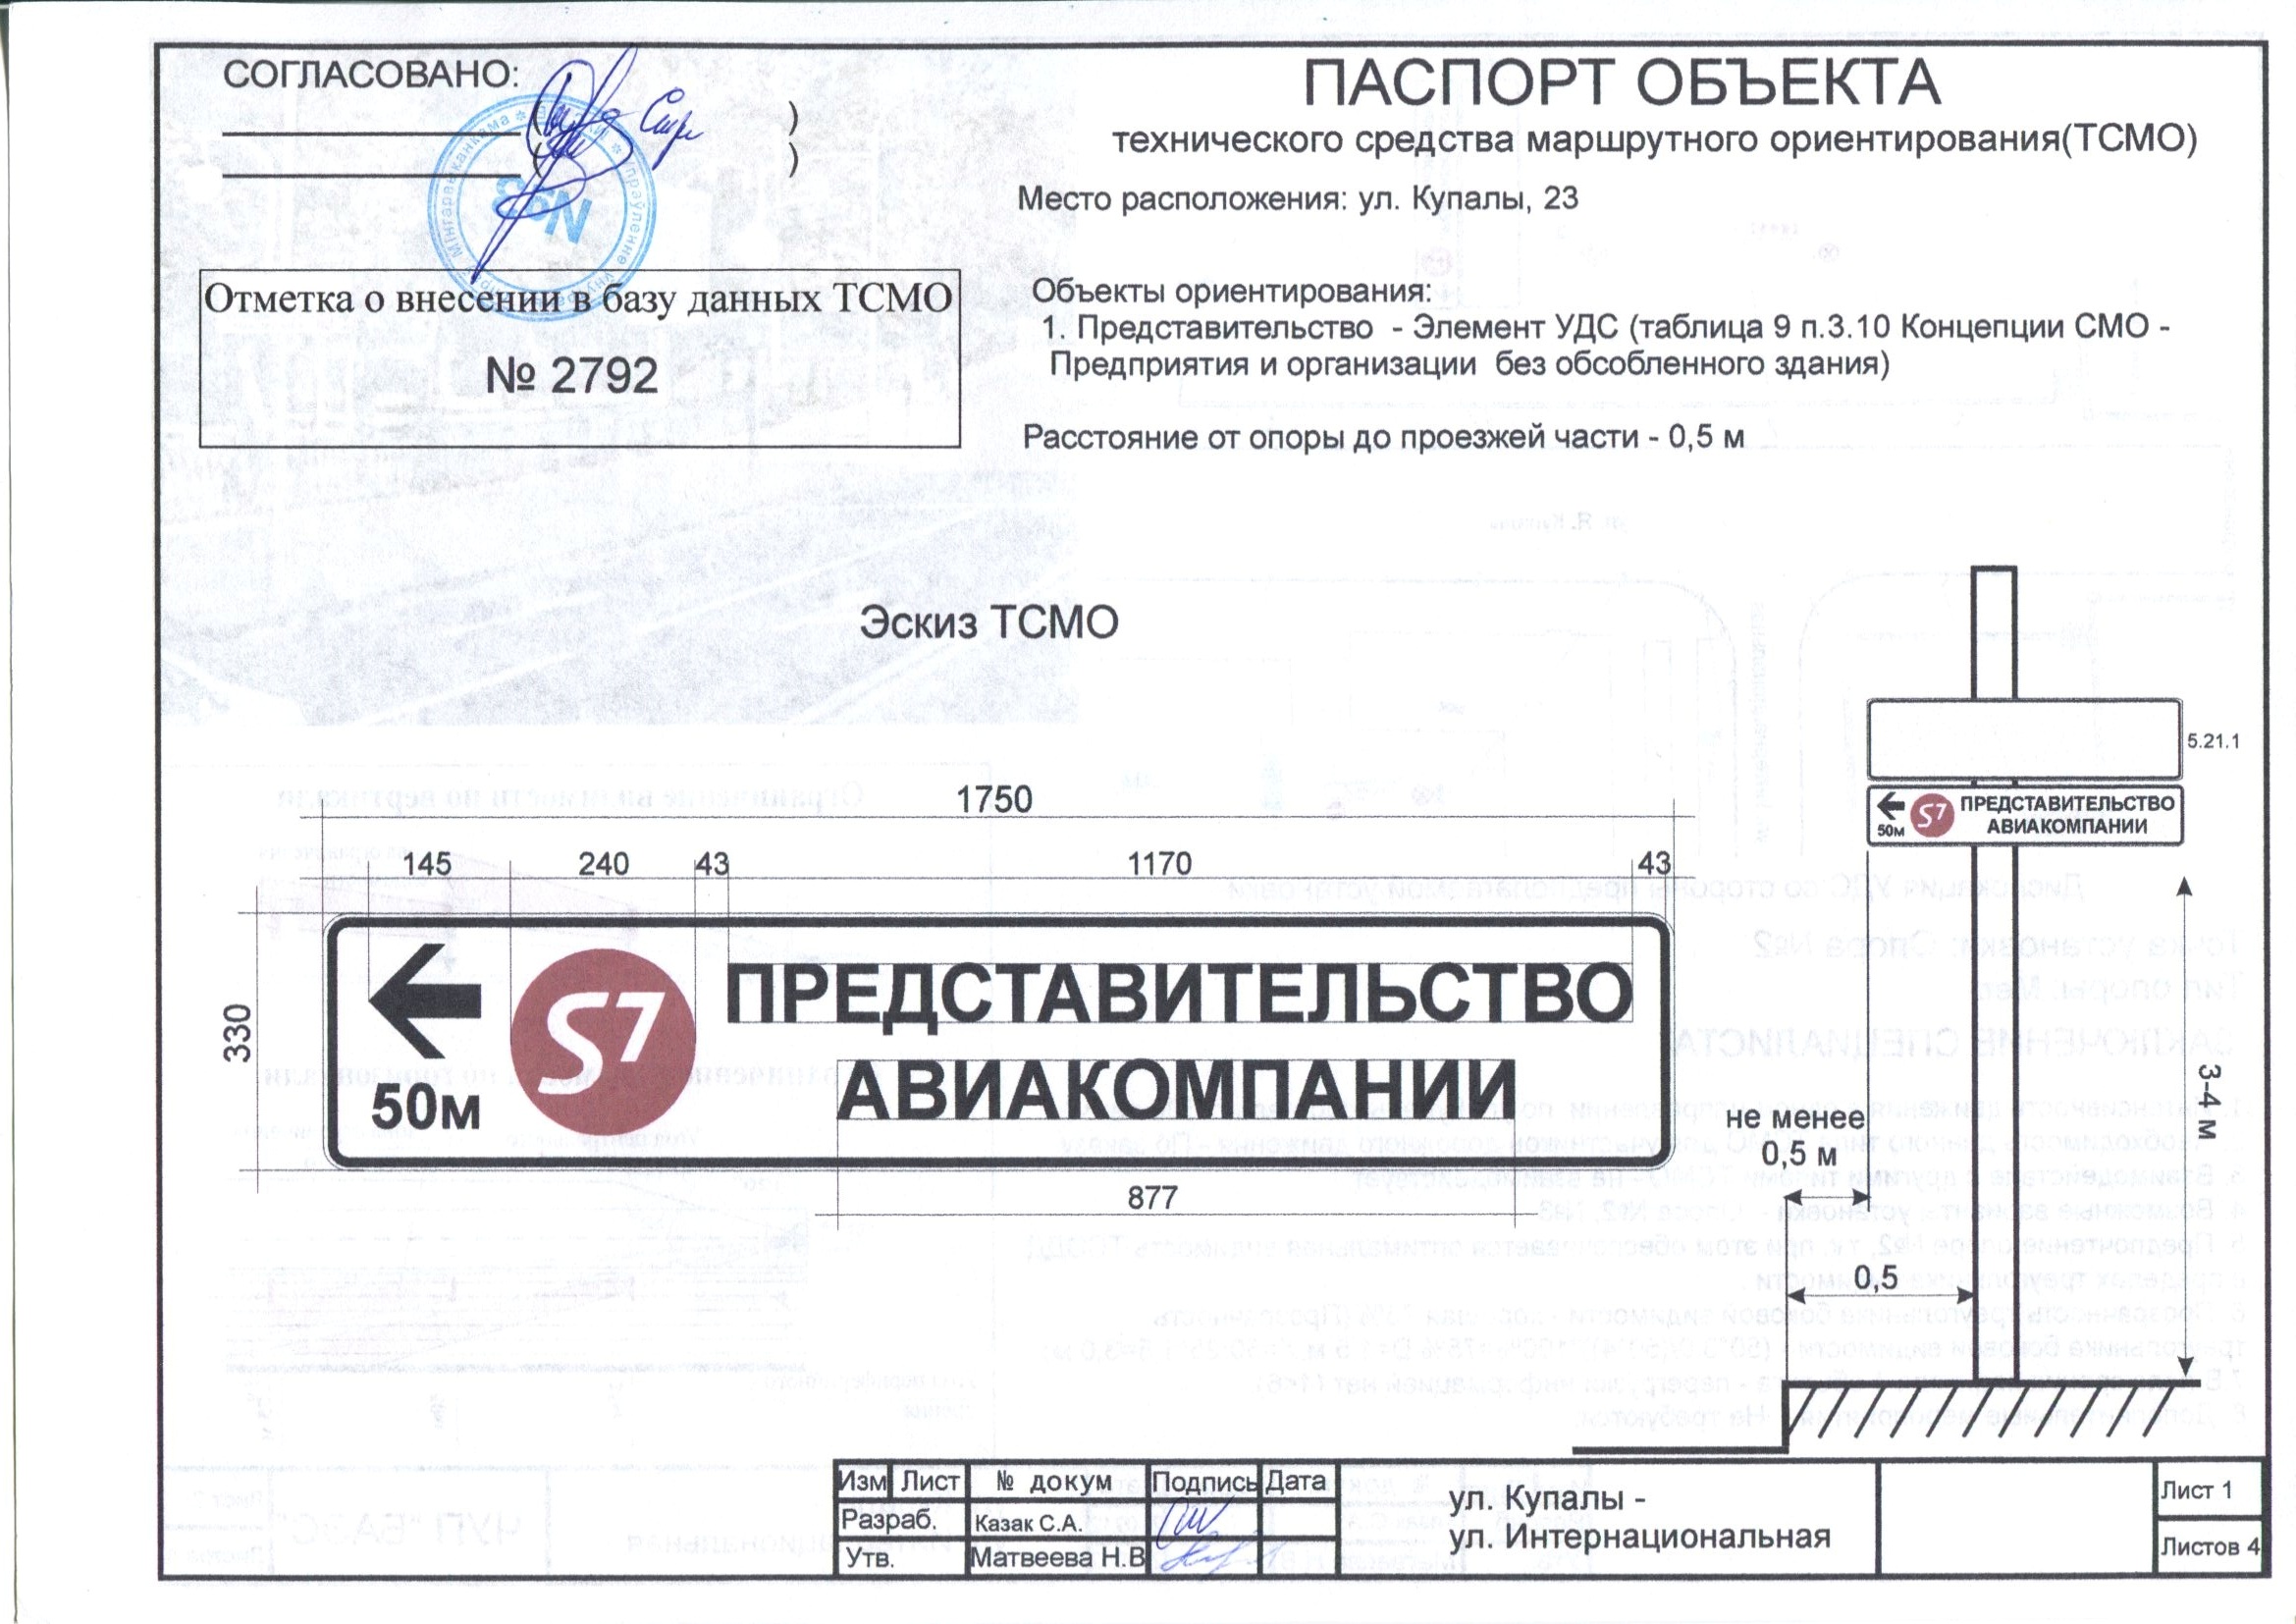 СОГЛАСОВАНО:
( )
( )
№3
Отметка о внесении в базу данных ТСМО
№ 2792
ПАСПОРТ ОБЪЕКТА
технического средства маршрутного ориентирования(ТСМО)
Место расположения: ул. Купалы, 23
Объекты ориентирования:
1. Представительство - Элемент УДС (таблица 9 п.3.10 Концепции СМО -
Предприятия и организации без обсобленного здания)
Расстояние от опоры до проезжей части - 0,5 м
Эскиз ТСМО
1750
145 240 43 1170 43
330
50м
S7
ПРЕДСТАВИТЕЛЬСТВО
АВИАКОМПАНИИ
877
5.21.1
50м
S7
ПРЕДСТАВИТЕЛЬСТВО
АВИАКОМПАНИИ
3-4 м
не менее
0,5 м
0,5
Изм Лист № докум Подпись Дата
Разраб. Казак С.А.
Утв. Матвеева Н.В
ул. Купалы -
ул. Интернациональная
Лист 1
Листов 4